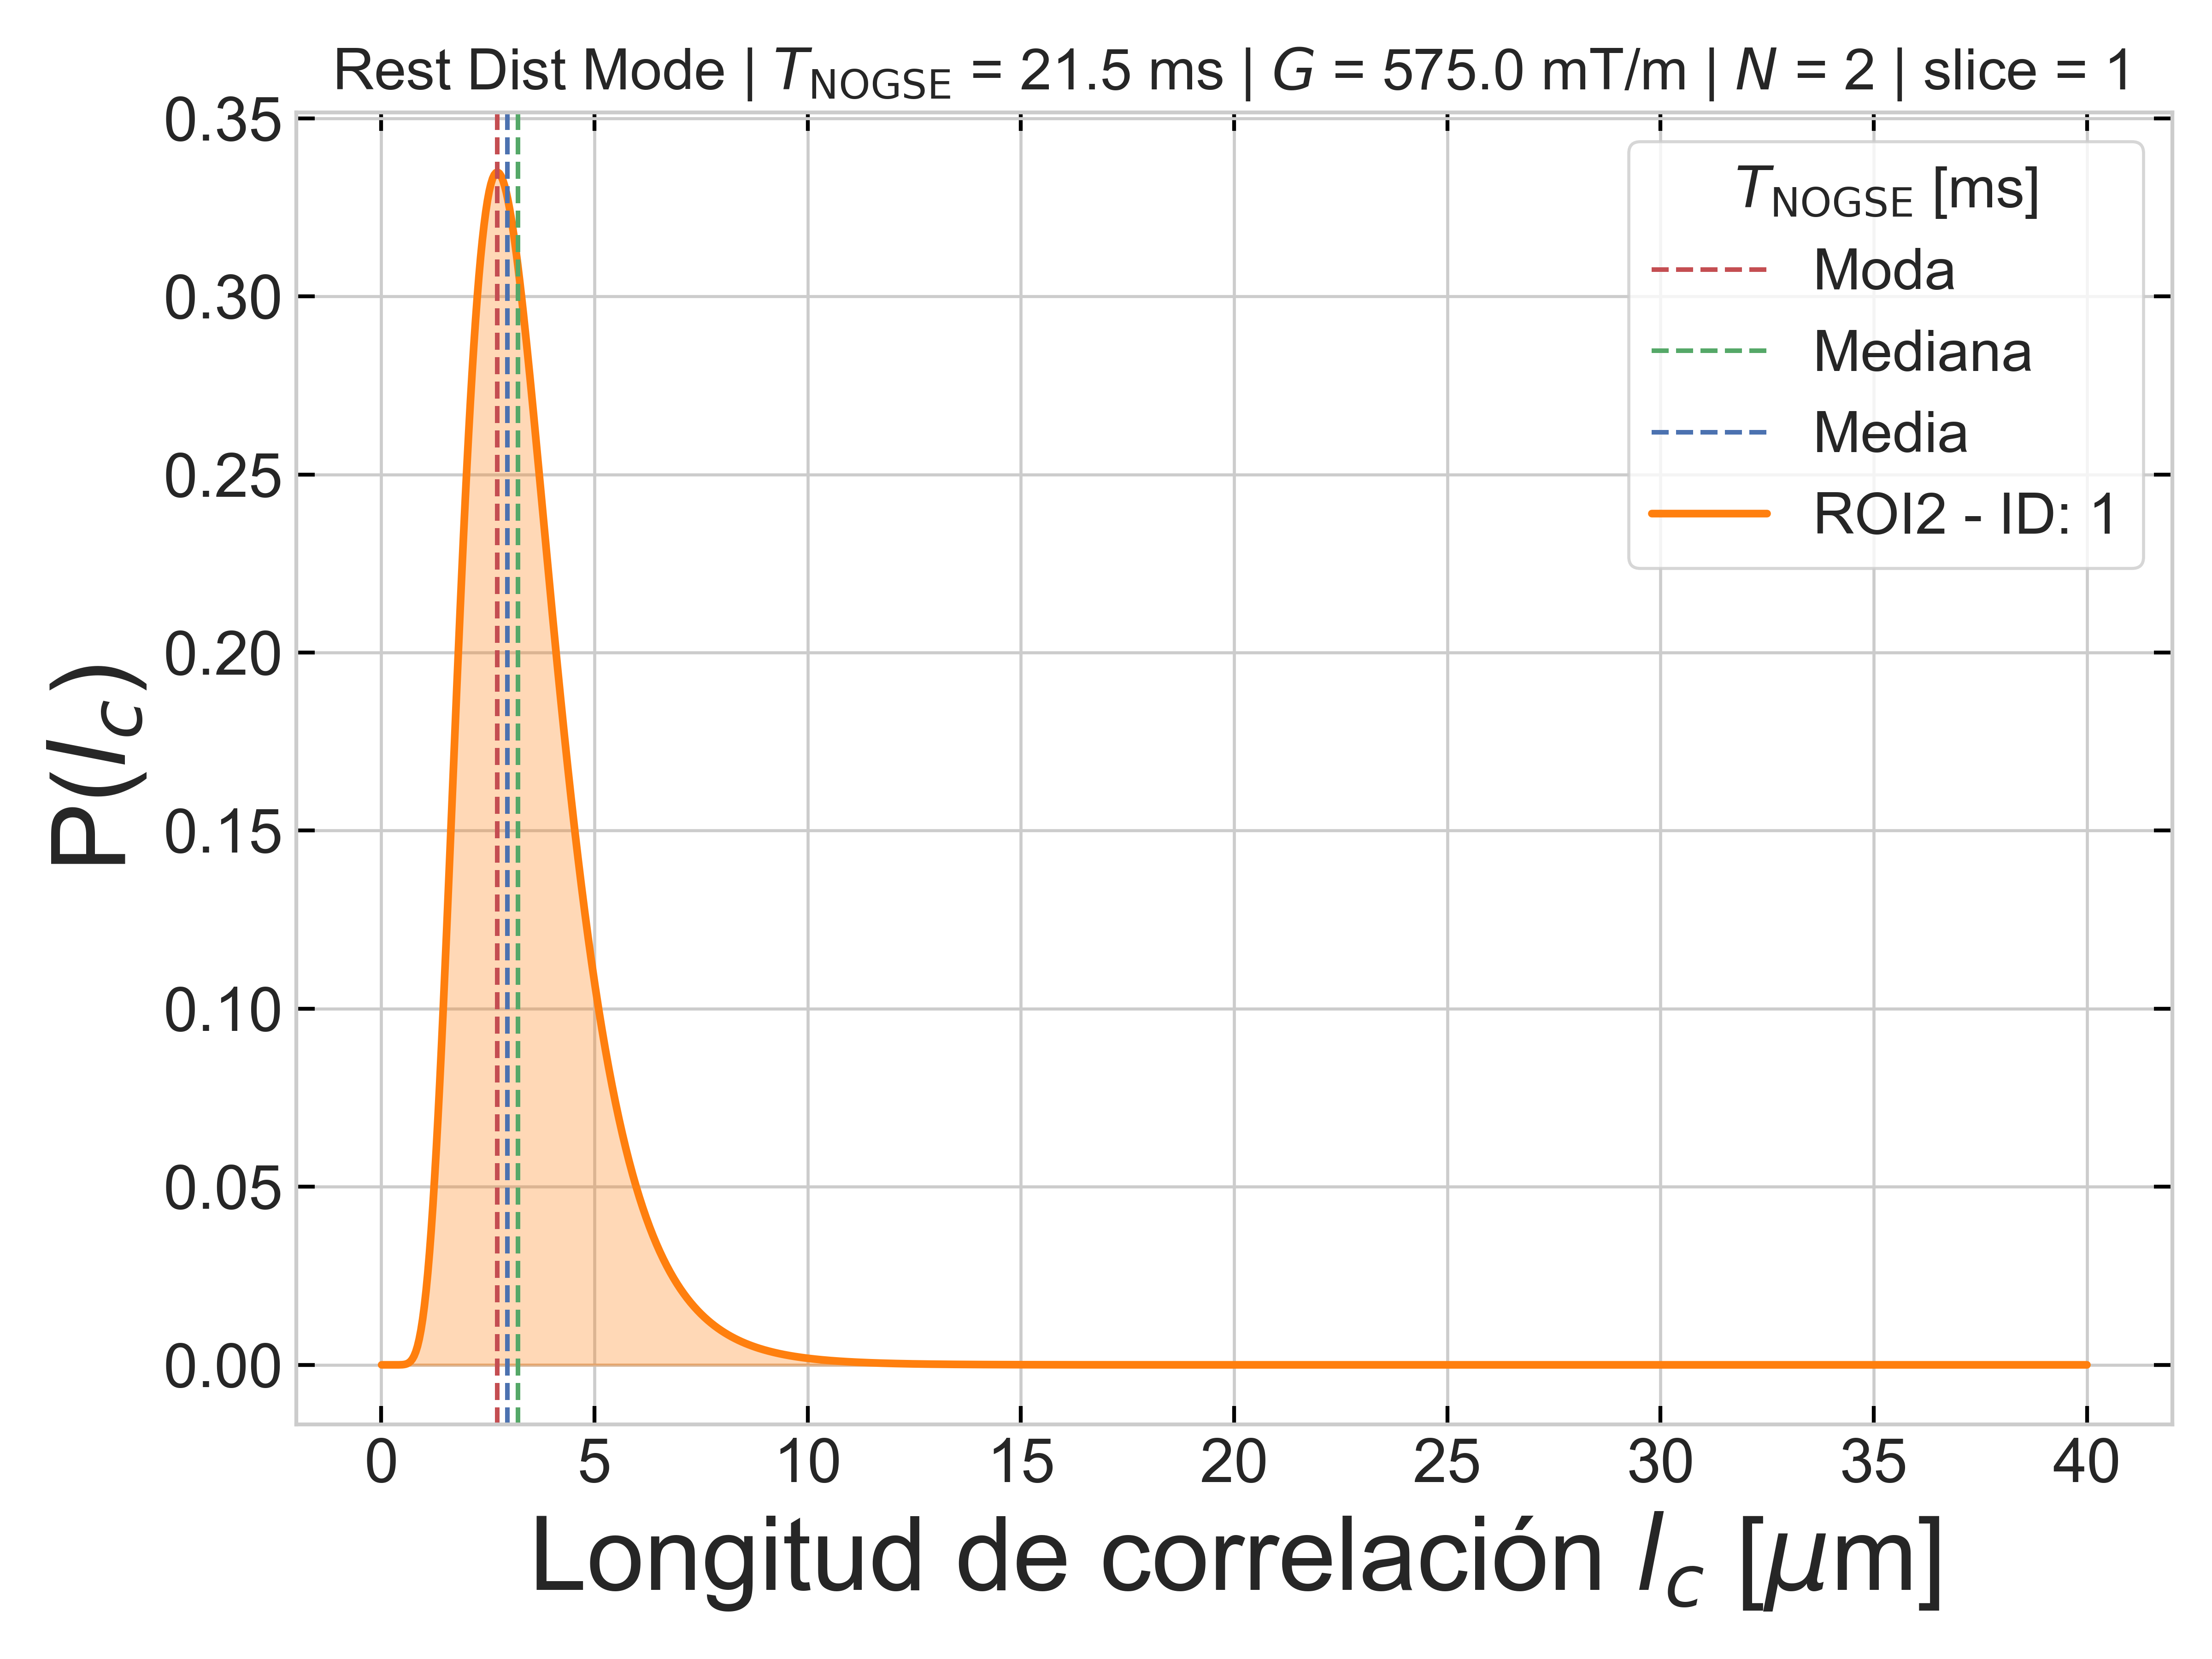 Rest Dist Mode | T_NOGSE = 21.5 ms | G = 575.0 mT/m | N = 2 | slice = 1
P(l_c)
0.35
0.30
0.25
0.20
0.15
0.10
0.05
0.00
T_NOGSE [ms]
Moda
Mediana
Media
ROI2 - ID: 1
0 5 10 15 20 25 30 35 40
Longitud de correlación l_c [μm]